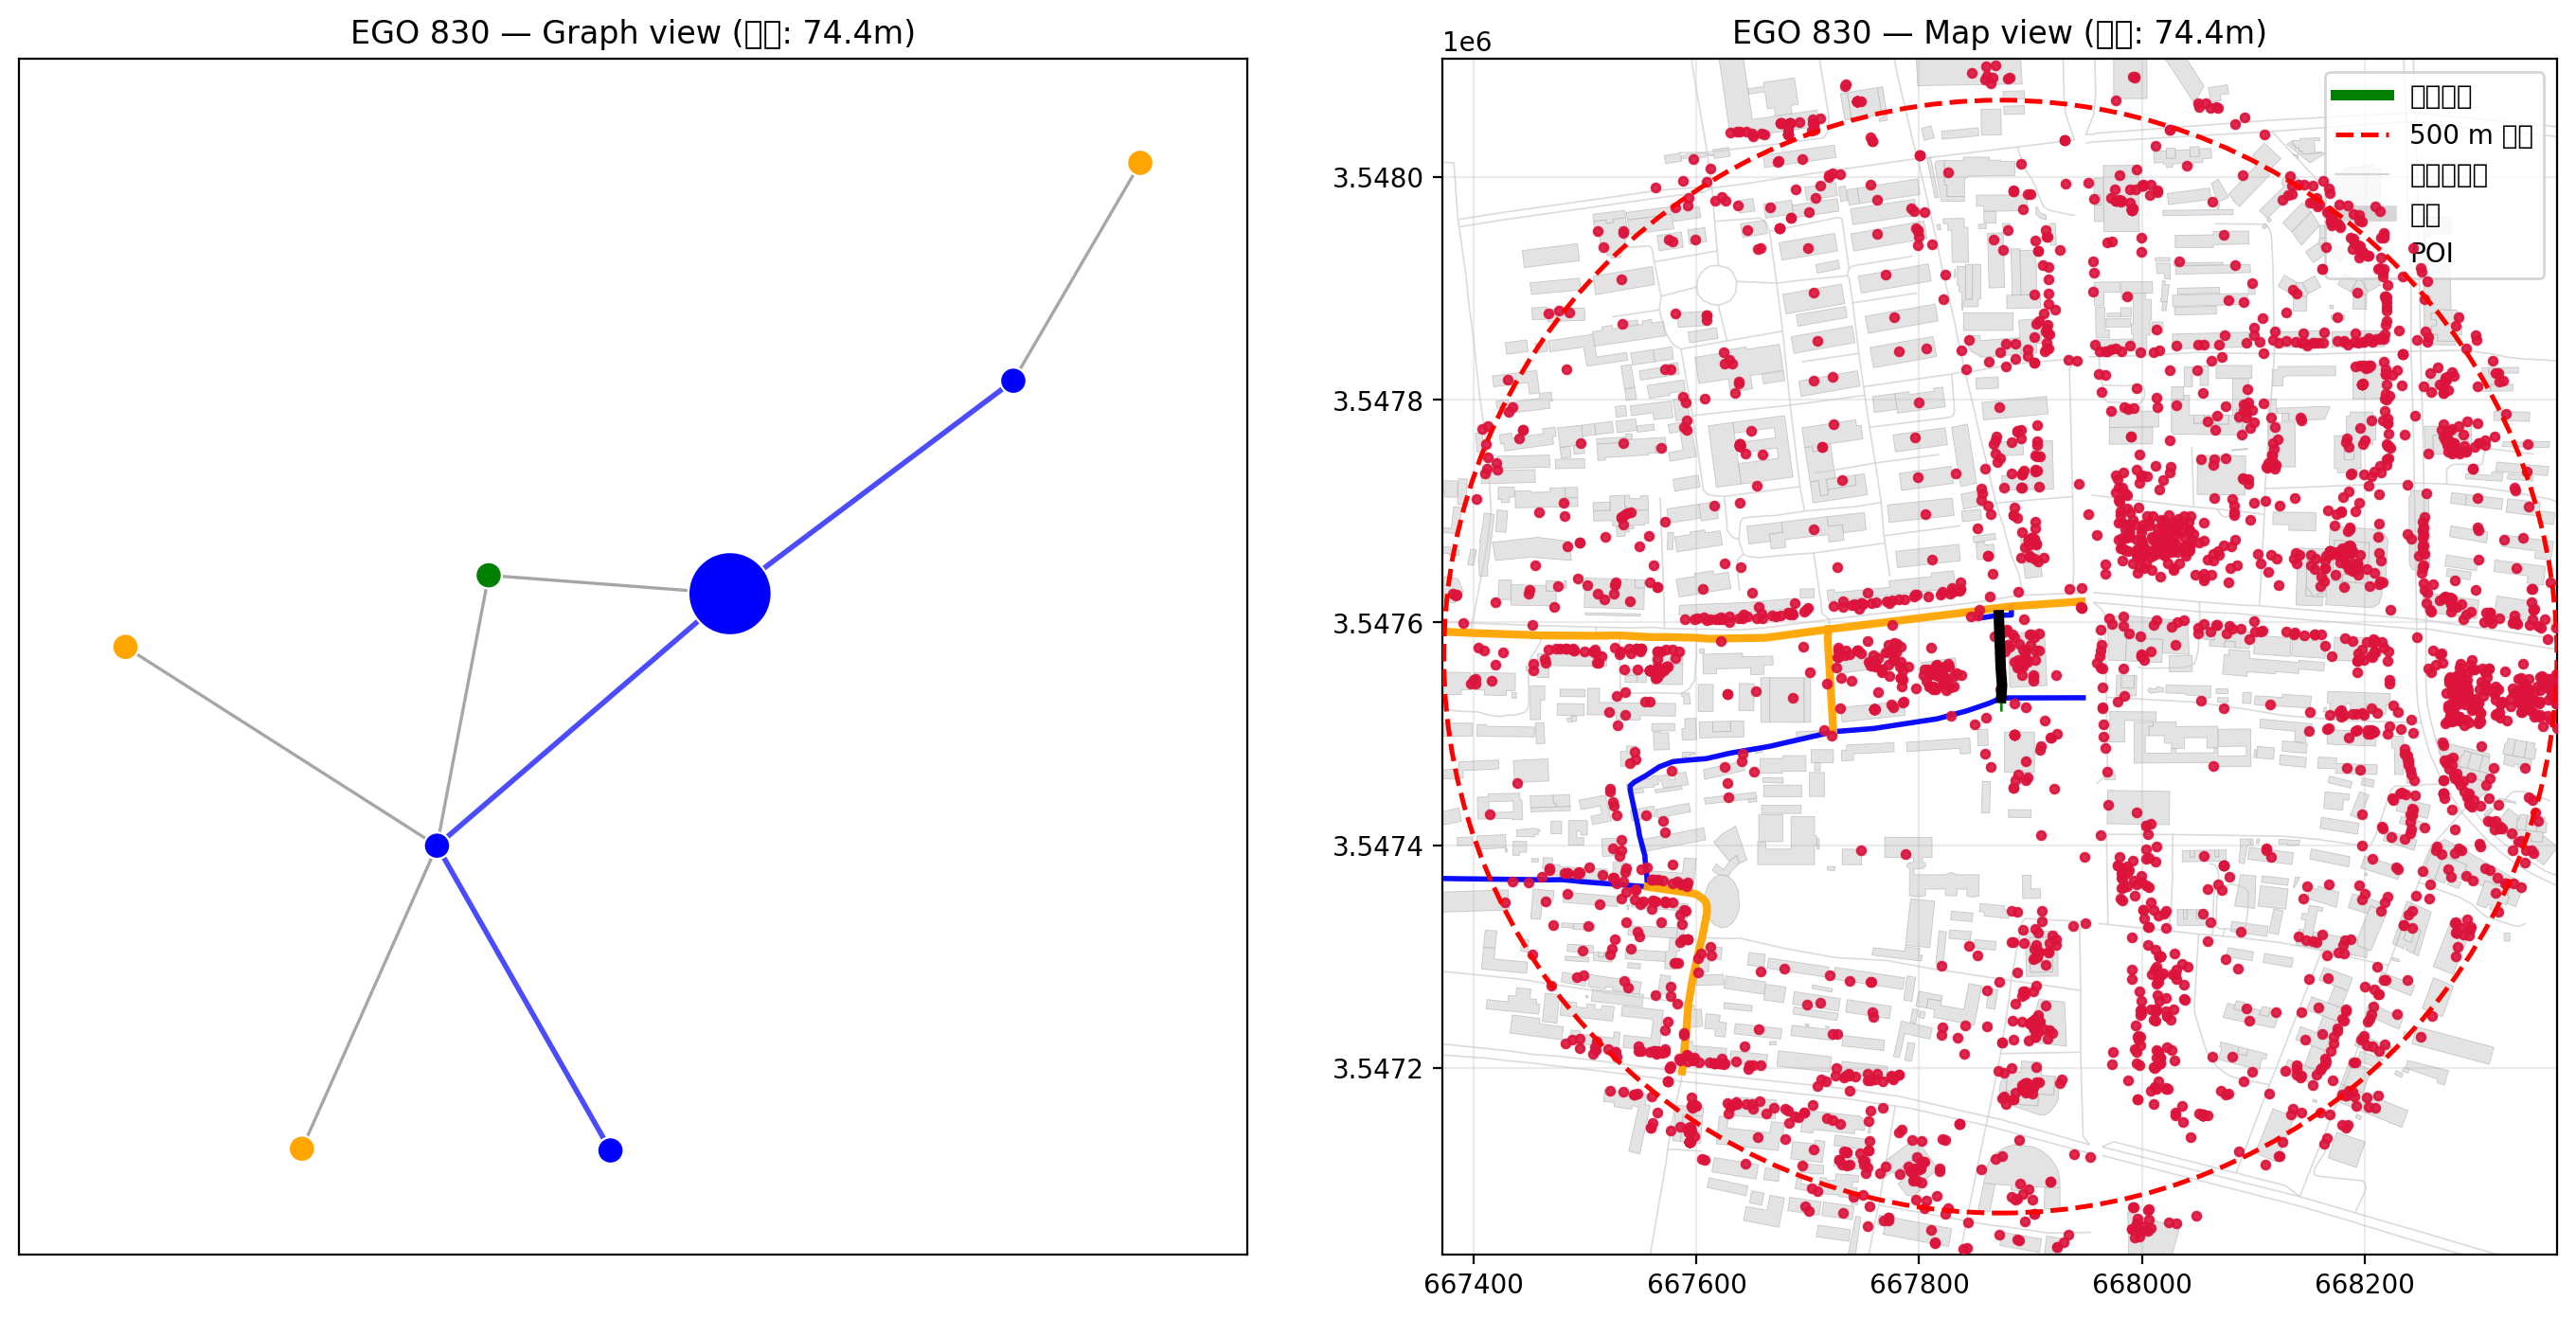 EGO 830 — Graph view (▯▯: 74.4m)
EGO 830 — Map view (▯▯: 74.4m)
1e6
▯▯▯▯
500 m ▯▯
▯▯▯▯▯
▯▯
POI
3.5480
3.5478
3.5476
3.5474
3.5472
667400 667600 667800 668000 668200